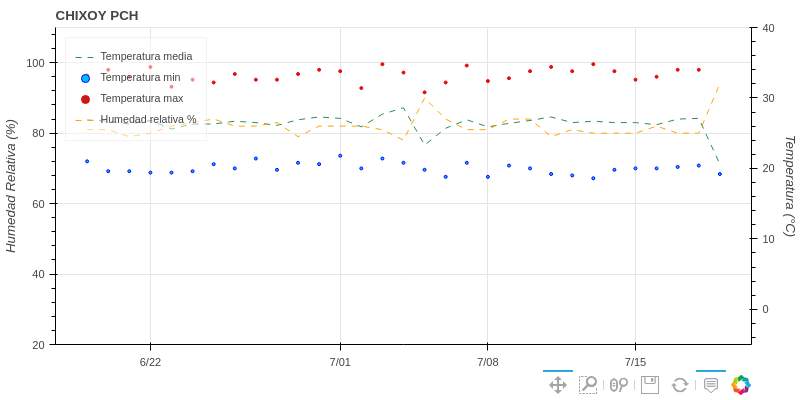 CHIXOY PCH
Temperatura media
Temperatura min
Temperatura max
Humedad relativa %
Humedad Relativa (%)
100
80
60
40
20
Temperatura (°C)
40
30
20
10
0
6/22
7/01
7/08
7/15